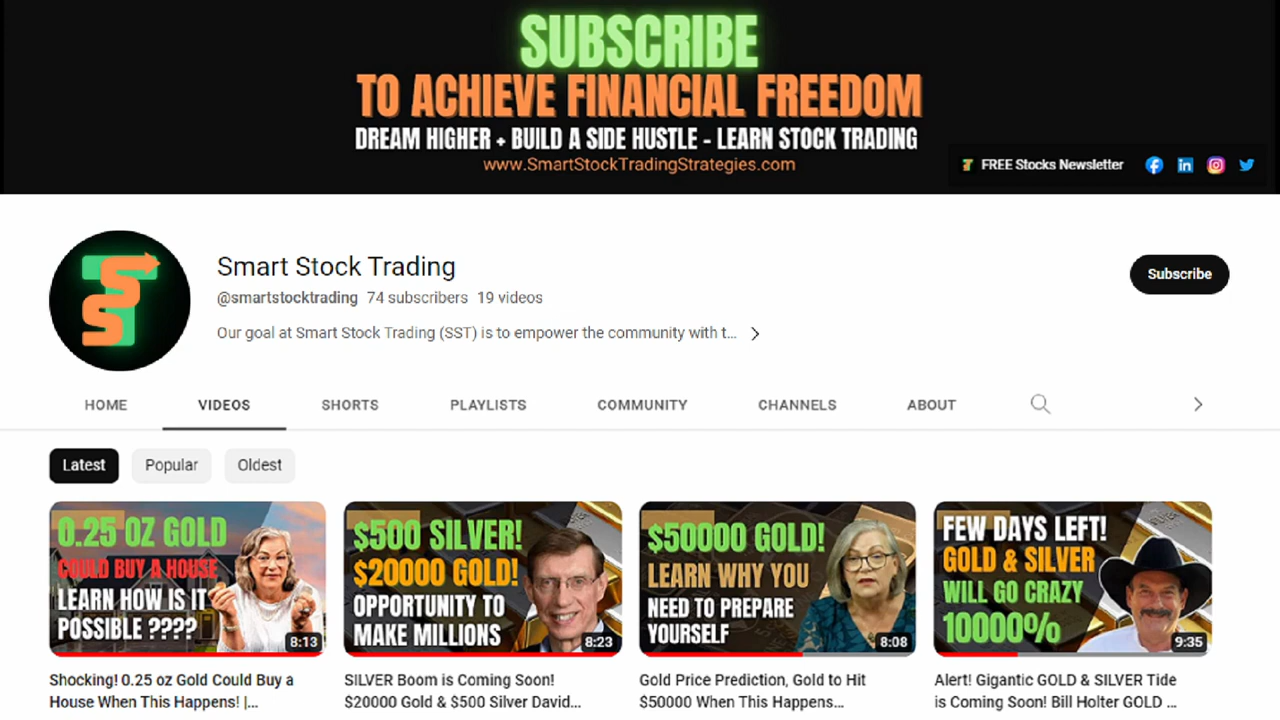 SUBSCRIBE
TO ACHIEVE FINANCIAL FREEDOM
DREAM HIGHER + BUILD A SIDE HUSTLE - LEARN STOCK TRADING
www.SmartStockTradingStrategies.com
FREE Stocks Newsletter
Smart Stock Trading
@smartstocktrading 74 subscribers 19 videos
Subscribe
Our goal at Smart Stock Trading (SST) is to empower the community with t...
HOME VIDEOS SHORTS PLAYLISTS COMMUNITY CHANNELS ABOUT
Latest Popular Oldest
0.25 OZ GOLD
COULD BUY A HOUSE
LEARN HOW IS IT
POSSIBLE ????
8:13
$500 SILVER!
$20000 GOLD!
OPPORTUNITY TO
MAKE MILLIONS
8:23
$50000 GOLD!
LEARN WHY YOU
NEED TO PREPARE
YOURSELF
8:08
FEW DAYS LEFT!
GOLD & SILVER
WILL GO CRAZY
10000%
9:35
Shocking! 0.25 oz Gold Could Buy a
House When This Happens! |...
SILVER Boom is Coming Soon!
$20000 Gold & $500 Silver David...
Gold Price Prediction, Gold to Hit
$50000 When This Happens...
Alert! Gigantic GOLD & SILVER Tide
is Coming Soon! Bill Holter GOLD ...